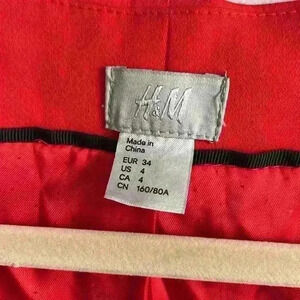 H&M
Made in
China
EUR 34
US 4
CA 4
CN 160/80A